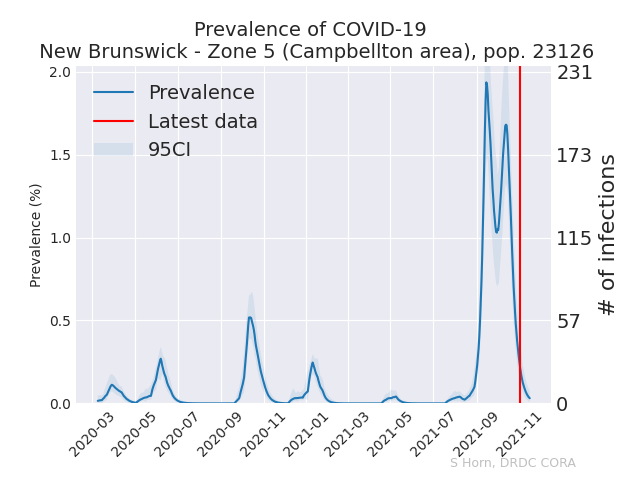 Prevalence of COVID-19
New Brunswick - Zone 5 (Campbellton area), pop. 23126
Prevalence
Latest data
95CI
Prevalence (%)
2.0
1.5
1.0
0.5
0.0
231
173
115
57
0
# of infections
2020-03
2020-05
2020-07
2020-09
2020-11
2021-01
2021-03
2021-05
2021-07
2021-09
2021-11
S Horn, DRDC CORA